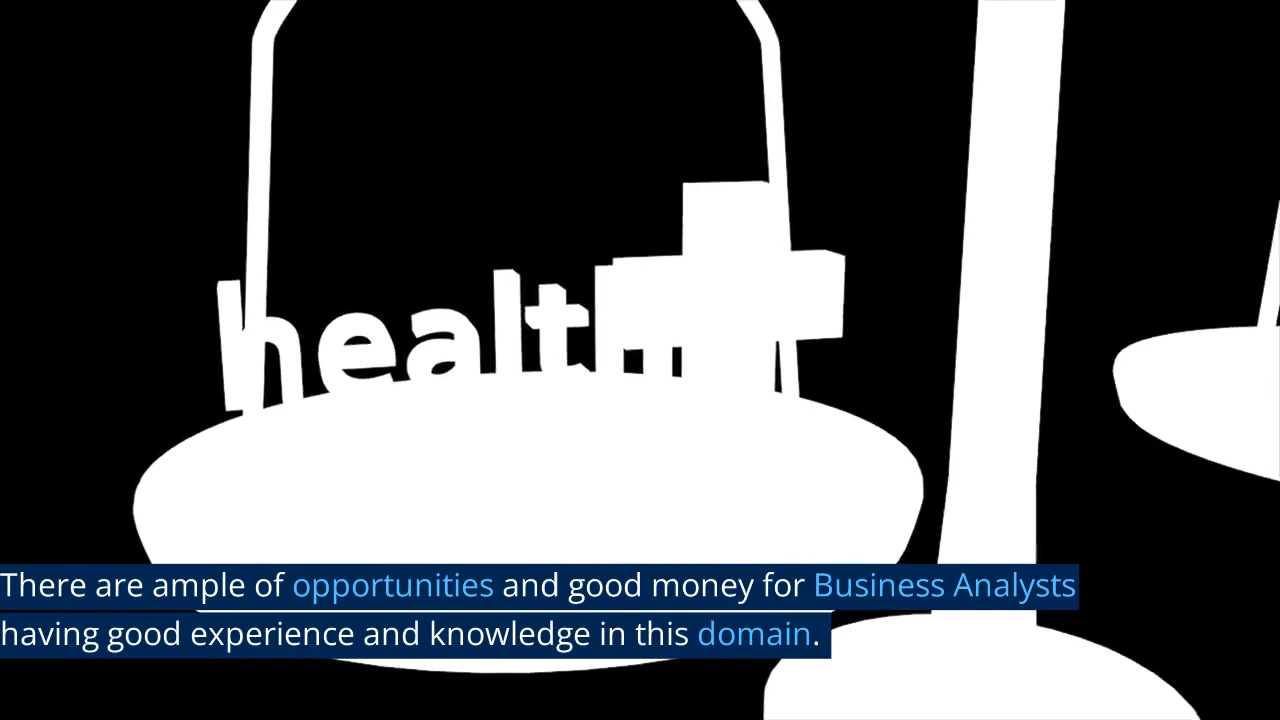 health
There are ample of opportunities and good money for Business Analysts
having good experience and knowledge in this domain.